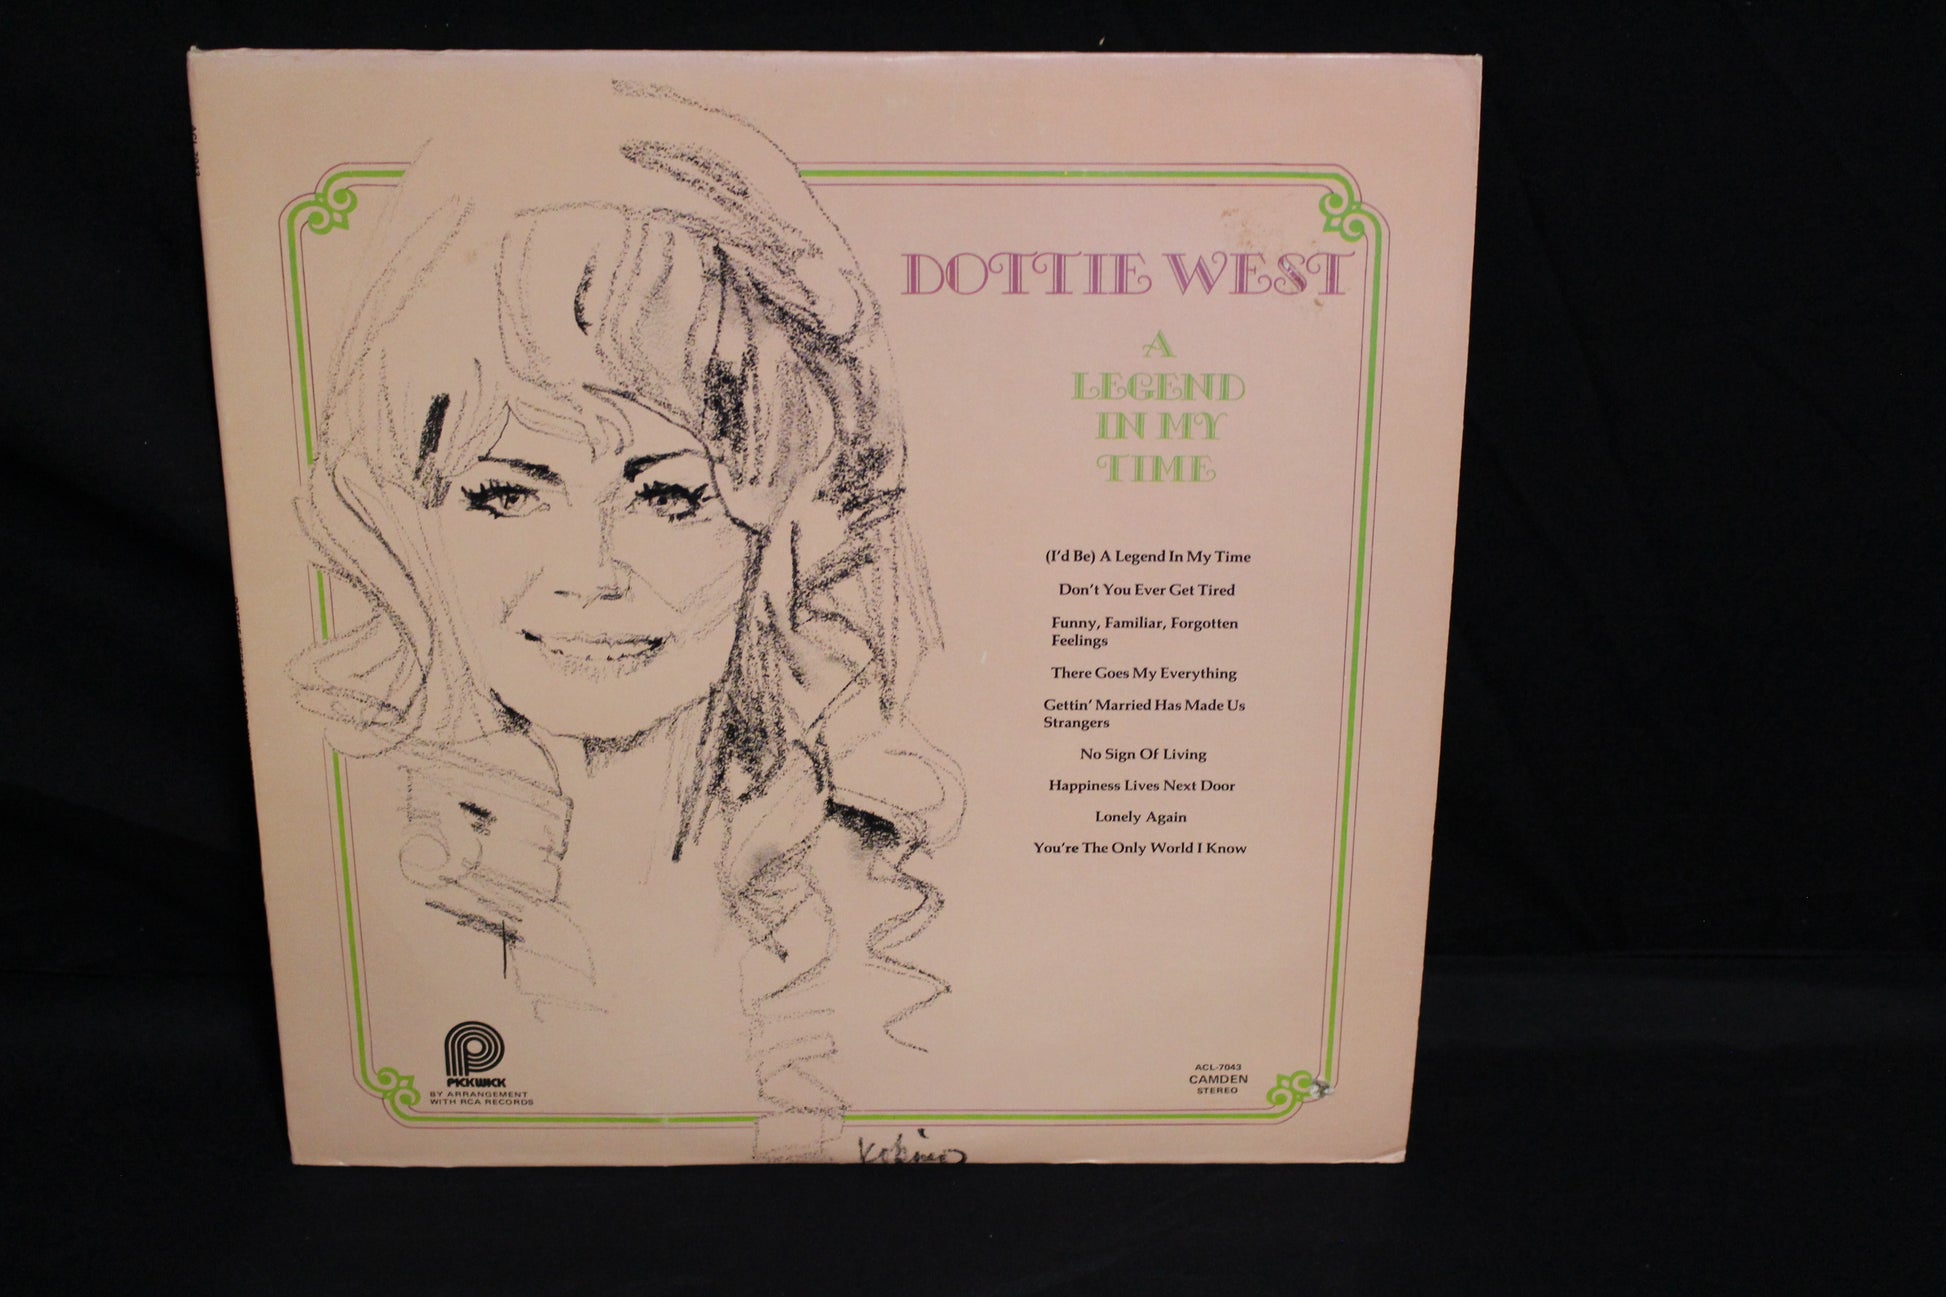 DOTTIE WEST
A
LEGEND
IN MY
TIME
(I'd Be) A Legend In My Time
Don't You Ever Get Tired
Funny, Familiar, Forgotten
Feelings
There Goes My Everything
Gettin' Married Has Made Us
Strangers
No Sign Of Living
Happiness Lives Next Door
Lonely Again
You're The Only World I Know
PICKWICK
BY ARRANGEMENT
WITH RCA RECORDS
ACL-7043
CAMDEN
STEREO